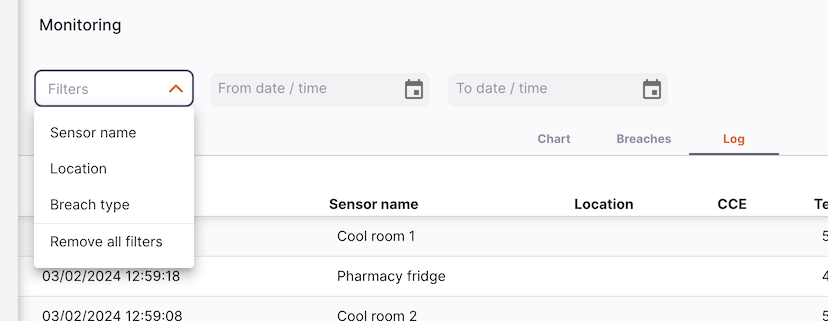 Monitoring
Filters
From date / time
To date / time
Sensor name
Location
Breach type
Remove all filters
Chart
Breaches
Log
Sensor name
Location
CCE
Cool room 1
5
03/02/2024 12:59:18
Pharmacy fridge
4
03/02/2024 12:59:08
Cool room 2
5